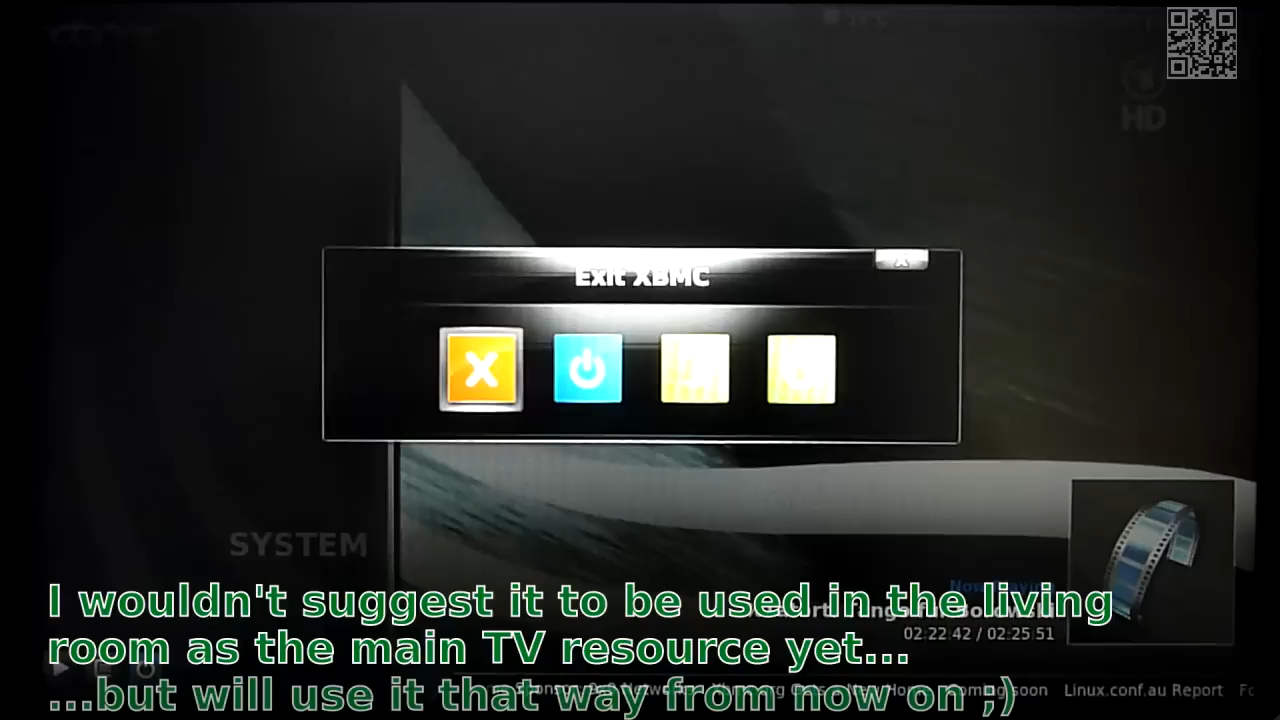 HD
Exit XBMC
SYSTEM
Now Playing
02:22:42 / 02:25:51
I wouldn't suggest it to be used in the living
room as the main TV resource yet...
...but will use it that way from now on ;)
Coming soon Linux.conf.au Report